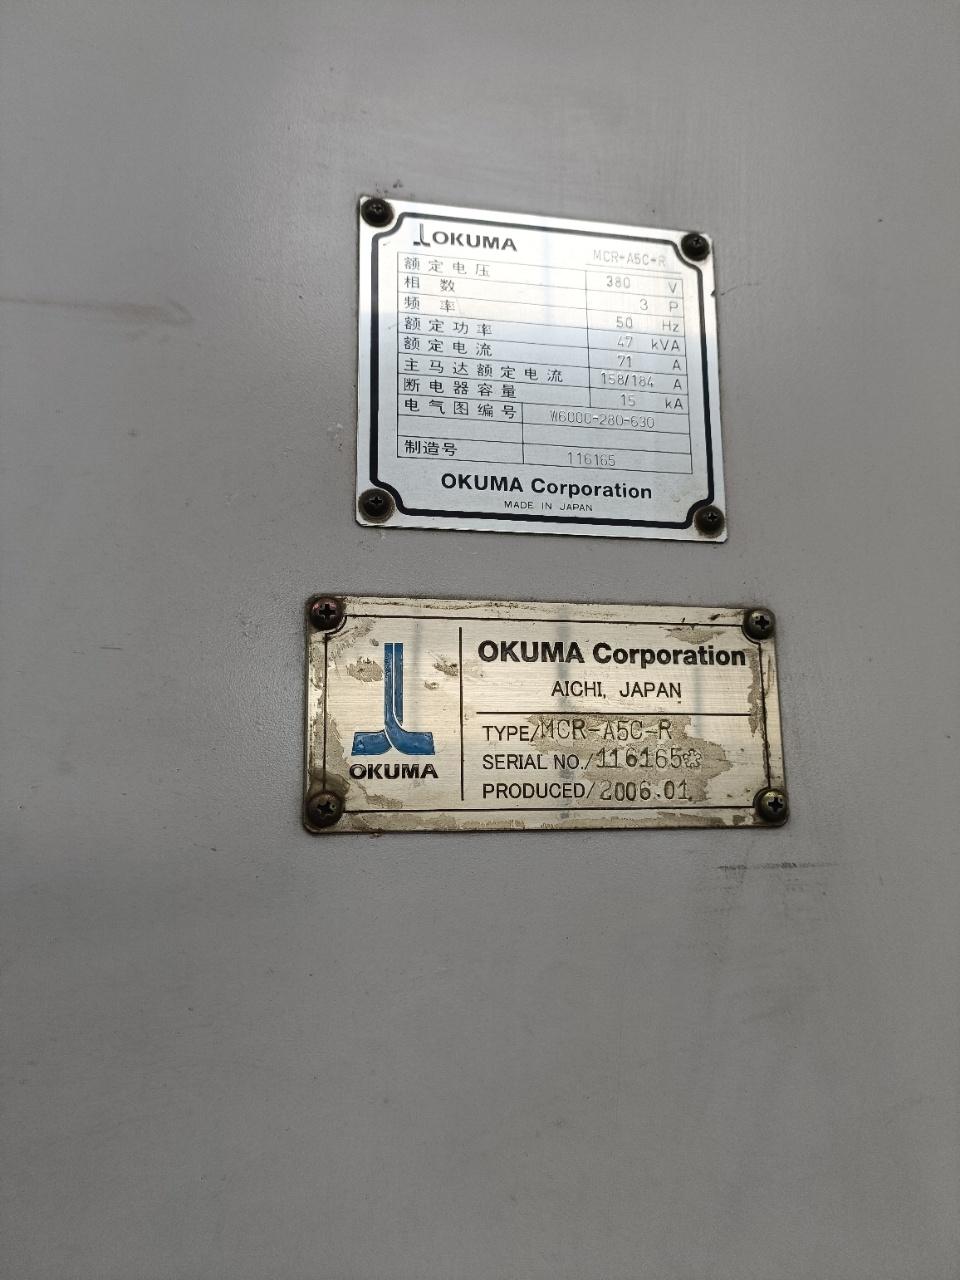 OKUMA MCR-A5C-R
额定电压 380 V
相数 3 P
频率 50 Hz
额定功率 47 kVA
额定电流 71 A
主马达额定电流 158/184 A
断电器容量 15 kA
电气图编号 W6000-280-630
制造号 116165
OKUMA Corporation
MADE IN JAPAN
OKUMA
OKUMA Corporation
AICHI, JAPAN
TYPE/MCR-A5C-R
SERIAL NO./116165
PRODUCED/2006.01